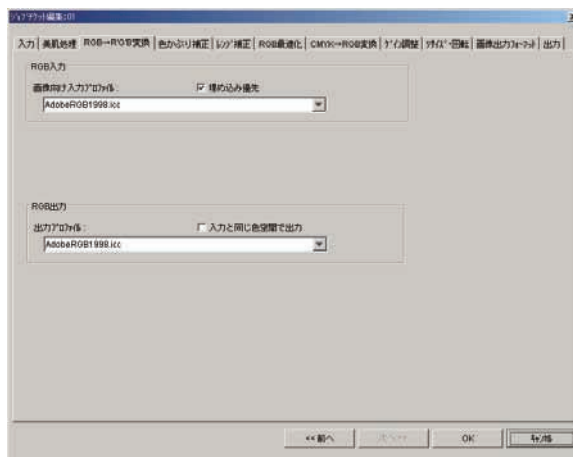 ジョブチケット編集:01
入力 美肌処理 RGB→R'G'B'変換 色かぶり補正 レンジ補正 RGB最適化 CMYK→RGB変換 ゲイン調整 リサイズ・回転 画像出力フォーマット 出力
RGB入力
画像向け入力プロファイル: 埋め込み優先
AdobeRGB1998.icc
RGB出力
出力プロファイル: 入力と同じ色空間で出力
AdobeRGB1998.icc
<<前へ 次へ>> OK キャンセル